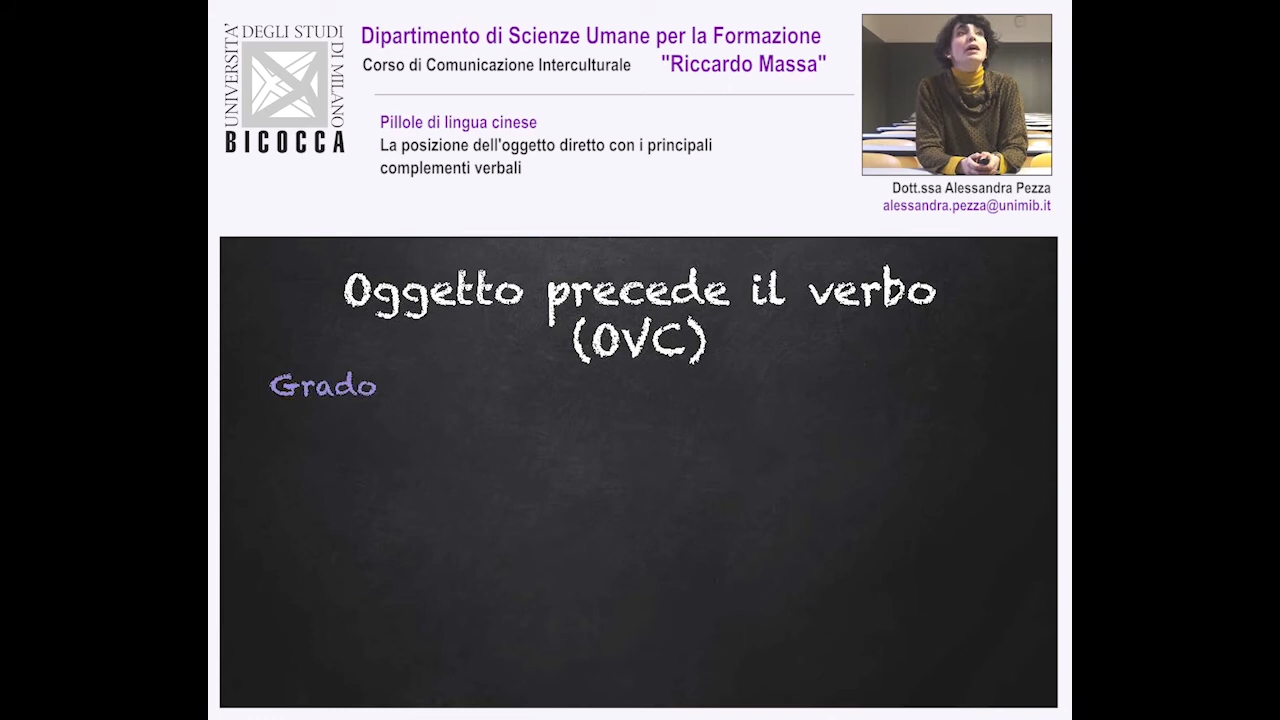 UNIVERSITA' DEGLI STUDI DI MILANO
BICOCCA
Dipartimento di Scienze Umane per la Formazione
Corso di Comunicazione Interculturale "Riccardo Massa"
Pillole di lingua cinese
La posizione dell'oggetto diretto con i principali
complementi verbali
Dott.ssa Alessandra Pezza
alessandra.pezza@unimib.it
Oggetto precede il verbo
(OVC)
Grado